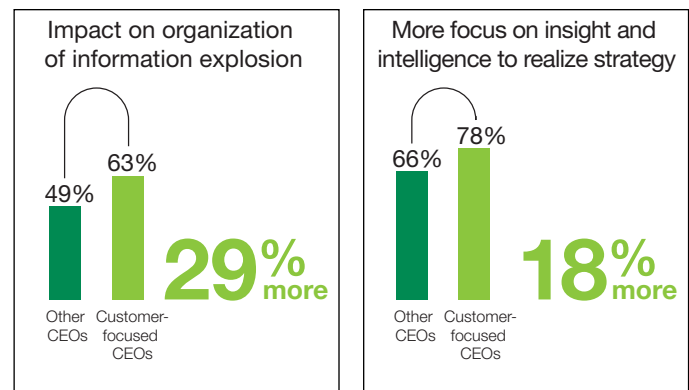 Impact on organization
of information explosion
49%
63%
29%
more
Other
CEOs
Customer-
focused
CEOs
More focus on insight and
intelligence to realize strategy
66%
78%
18%
more
Other
CEOs
Customer-
focused
CEOs